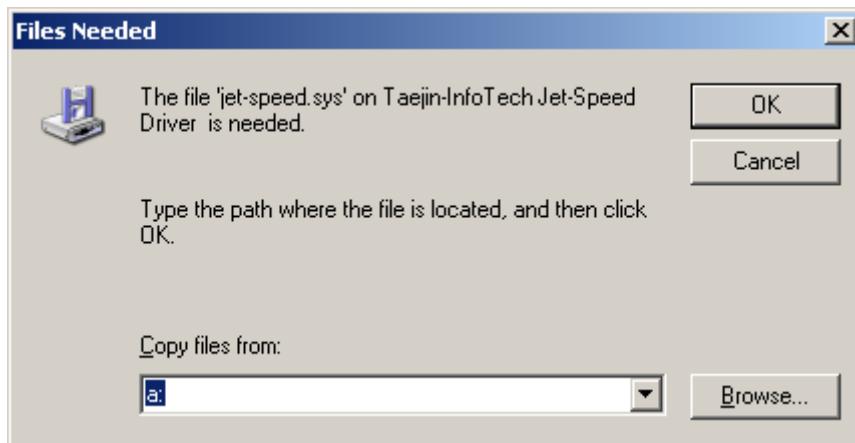 Files Needed
The file 'jet-speed.sys' on Taejin-InfoTech Jet-Speed
Driver is needed.
OK
Cancel
Type the path where the file is located, and then click
OK.
Copy files from:
a:
Browse...